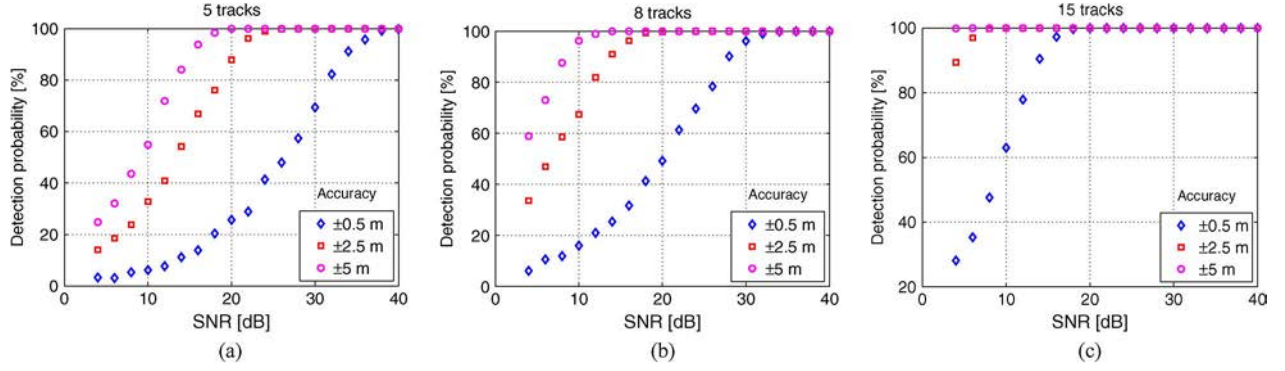 5 tracks
Detection probability [%]
100
80
60
40
20
0
Accuracy
±0.5 m
±2.5 m
±5 m
0 10 20 30 40
SNR [dB]
(a)
8 tracks
Detection probability [%]
100
80
60
40
20
0
Accuracy
±0.5 m
±2.5 m
±5 m
0 10 20 30 40
SNR [dB]
(b)
15 tracks
Detection probability [%]
100
80
60
40
20
Accuracy
±0.5 m
±2.5 m
±5 m
0 10 20 30 40
SNR [dB]
(c)